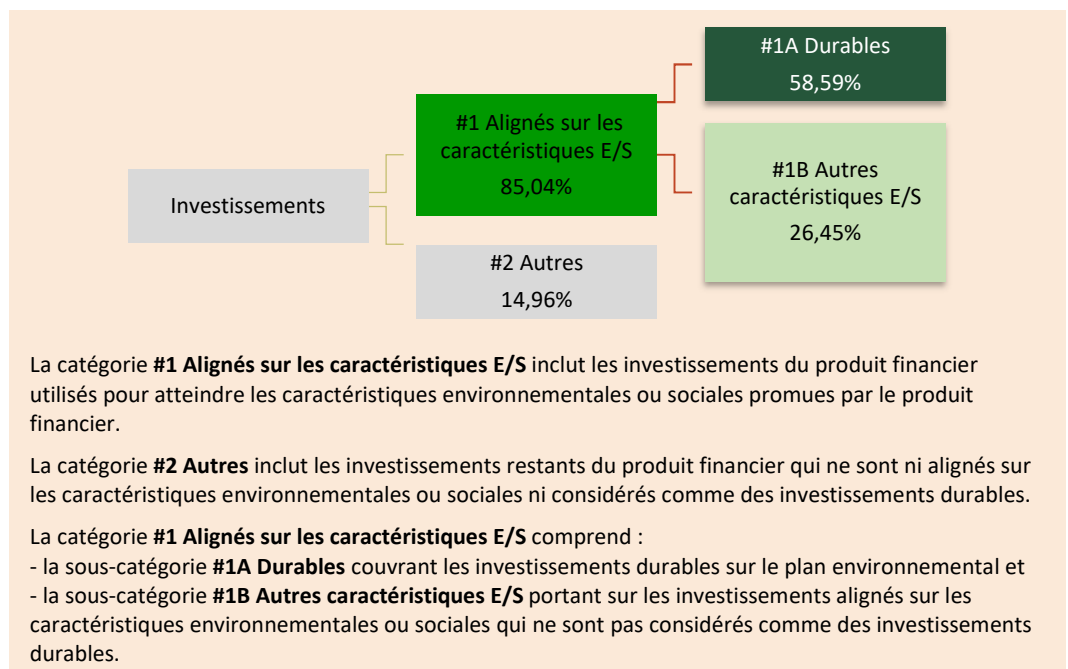 #1A Durables
58,59%
#1 Alignés sur les
caractéristiques E/S
85,04%
#1B Autres
caractéristiques E/S
26,45%
Investissements
#2 Autres
14,96%
La catégorie #1 Alignés sur les caractéristiques E/S inclut les investissements du produit financier
utilisés pour atteindre les caractéristiques environnementales ou sociales promues par le produit
financier.
La catégorie #2 Autres inclut les investissements restants du produit financier qui ne sont ni alignés sur
les caractéristiques environnementales ou sociales ni considérés comme des investissements durables.
La catégorie #1 Alignés sur les caractéristiques E/S comprend :
- la sous-catégorie #1A Durables couvrant les investissements durables sur le plan environnemental et
- la sous-catégorie #1B Autres caractéristiques E/S portant sur les investissements alignés sur les
caractéristiques environnementales ou sociales qui ne sont pas considérés comme des investissements
durables.